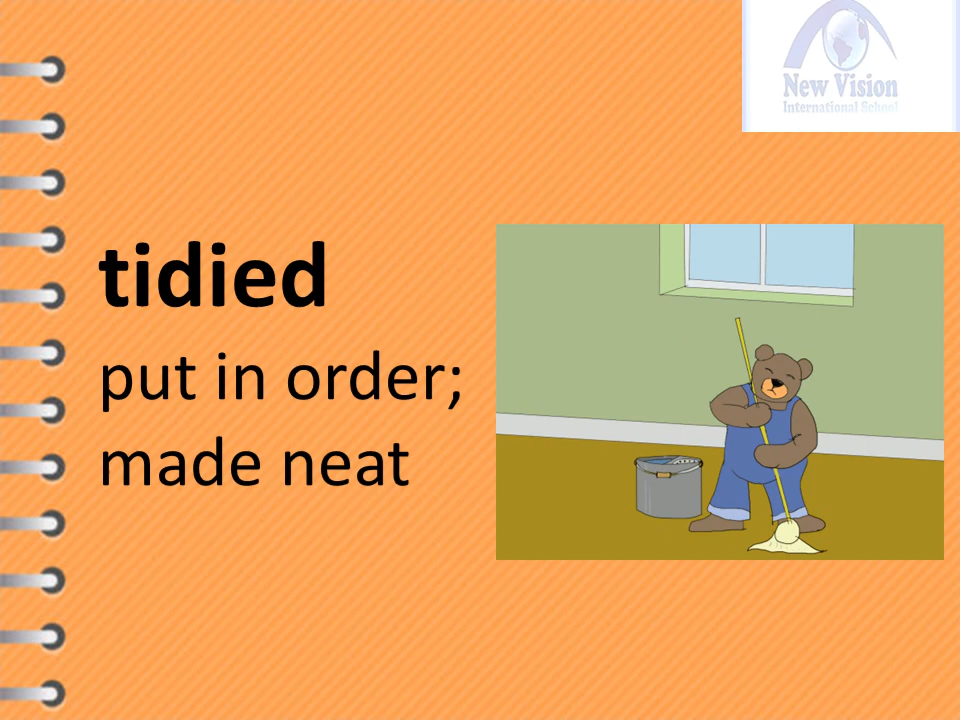 New Vision
International School
tidied
put in order;
made neat